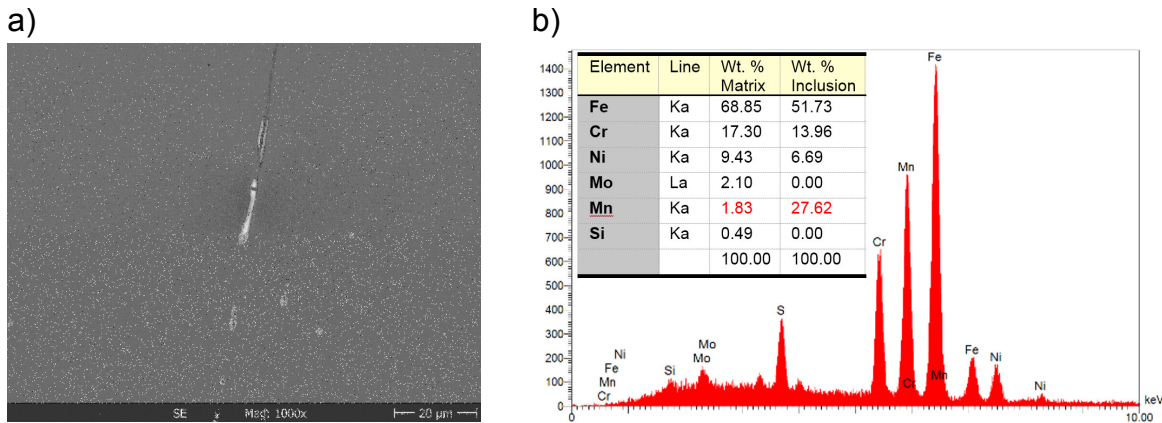 a)
b)
SE Mag: 1000x 20 µm
Element Line Wt. % Matrix Wt. % Inclusion
Fe Ka 68.85 51.73
Cr Ka 17.30 13.96
Ni Ka 9.43 6.69
Mo La 2.10 0.00
Mn Ka 1.83 27.62
Si Ka 0.49 0.00
100.00 100.00
1400
1300
1200
1100
1000
900
800
700
600
500
400
300
200
100
0
Fe
Mn
Cr
S
Mo
Mo
Si
Ni
Fe
Mn
Cr
Cr
Mn
Fe
Ni
Ni
0 10.00 keV